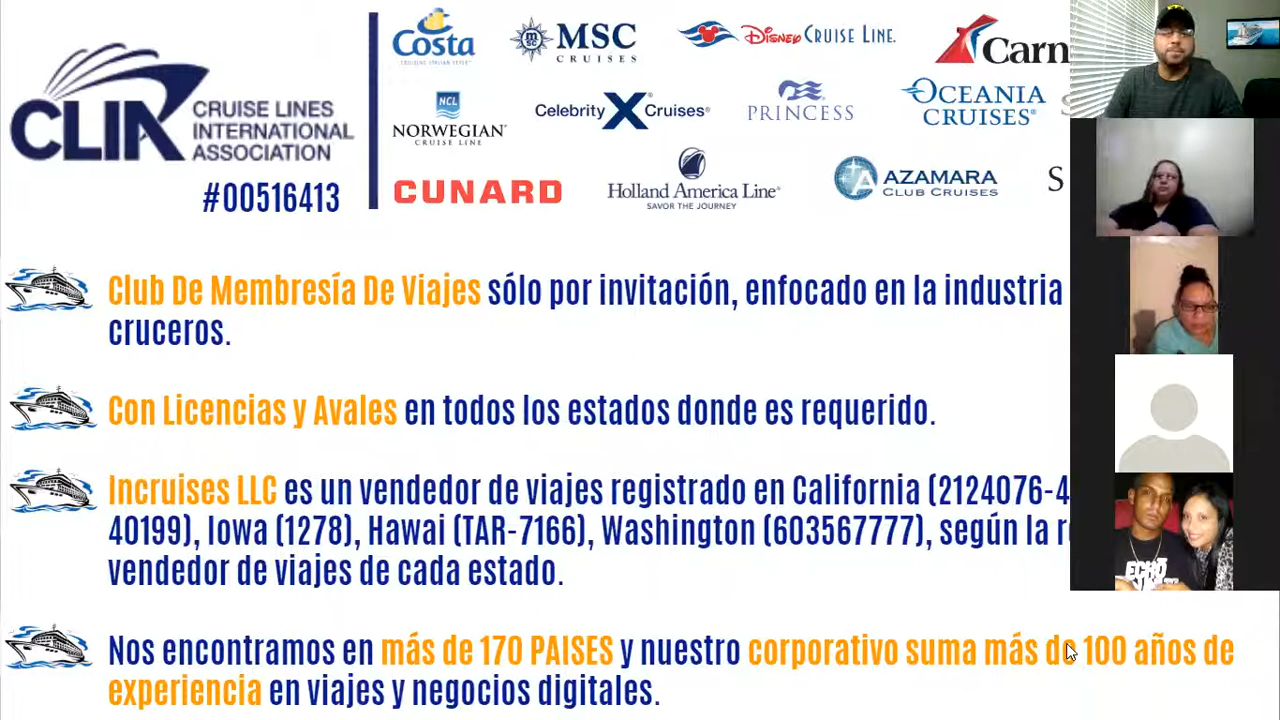 CLIA CRUISE LINES
INTERNATIONAL
ASSOCIATION
#00516413
Costa
MSC
CRUISES
Disney CRUISE LINE.
Carn
NCL
NORWEGIAN®
CRUISE LINE
Celebrity X Cruises®
PRINCESS
OCEANIA
CRUISES®
CUNARD
Holland America Line®
SAVOR THE JOURNEY
AZAMARA
CLUB CRUISES
S
Club De Membresía De Viajes sólo por invitación, enfocado en la industria
cruceros.
Con Licencias y Avales en todos los estados donde es requerido.
Incruises LLC es un vendedor de viajes registrado en California (2124076-4
40199), Iowa (1278), Hawai (TAR-7166), Washington (603567777), según la r
vendedor de viajes de cada estado.
Nos encontramos en más de 170 PAISES y nuestro corporativo suma más de 100 años de
experiencia en viajes y negocios digitales.